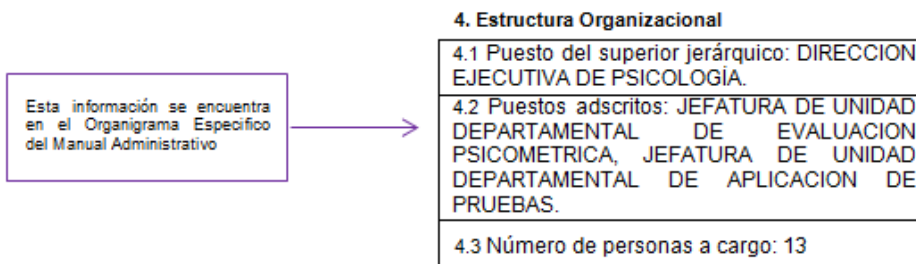 4. Estructura Organizacional
4.1 Puesto del superior jerárquico: DIRECCION
EJECUTIVA DE PSICOLOGÍA.
Esta información se encuentra
en el Organigrama Especifico
del Manual Administrativo
4.2 Puestos adscritos: JEFATURA DE UNIDAD
DEPARTAMENTAL DE EVALUACION
PSICOMETRICA, JEFATURA DE UNIDAD
DEPARTAMENTAL DE APLICACION DE
PRUEBAS.
4.3 Número de personas a cargo: 13